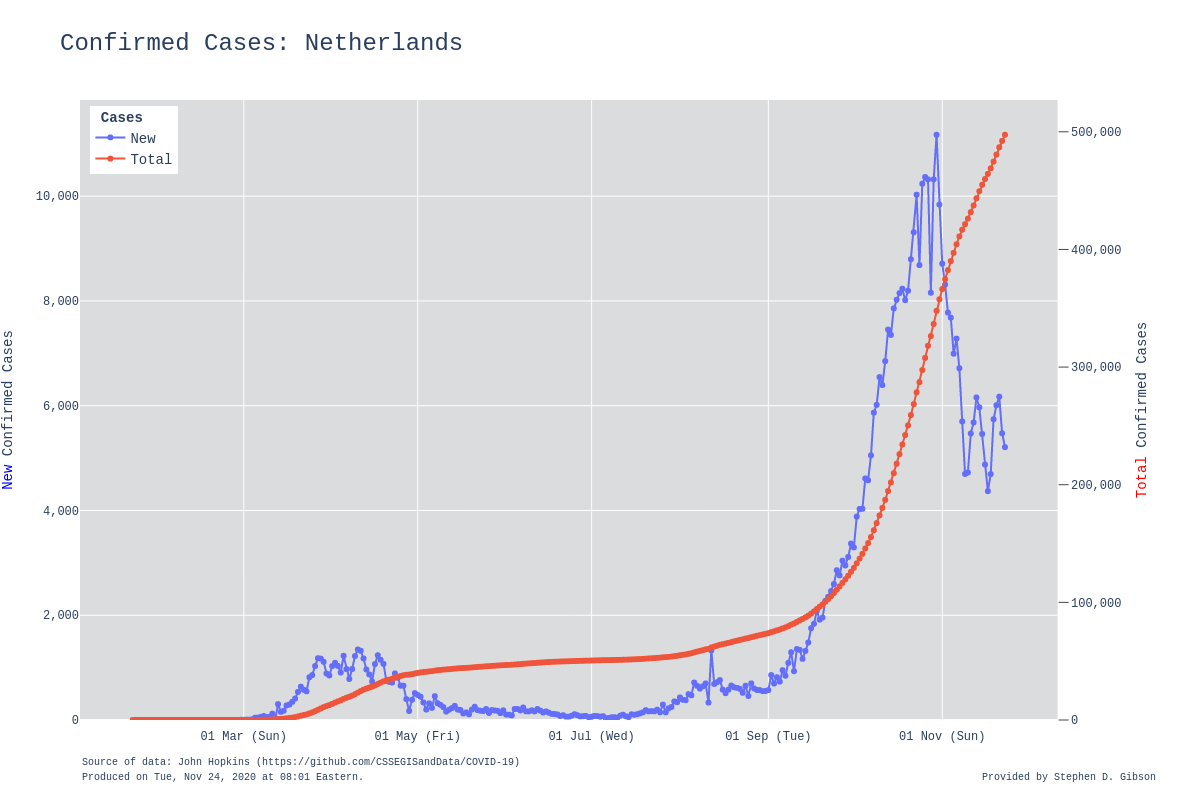 Confirmed Cases: Netherlands
Cases
New
Total
10,000
8,000
6,000
4,000
2,000
0
New Confirmed Cases
500,000
400,000
300,000
200,000
100,000
0
Total Confirmed Cases
01 Mar (Sun) 01 May (Fri) 01 Jul (Wed) 01 Sep (Tue) 01 Nov (Sun)
Source of data: John Hopkins (https://github.com/CSSEGISandData/COVID-19)
Produced on Tue, Nov 24, 2020 at 08:01 Eastern.
Provided by Stephen D. Gibson